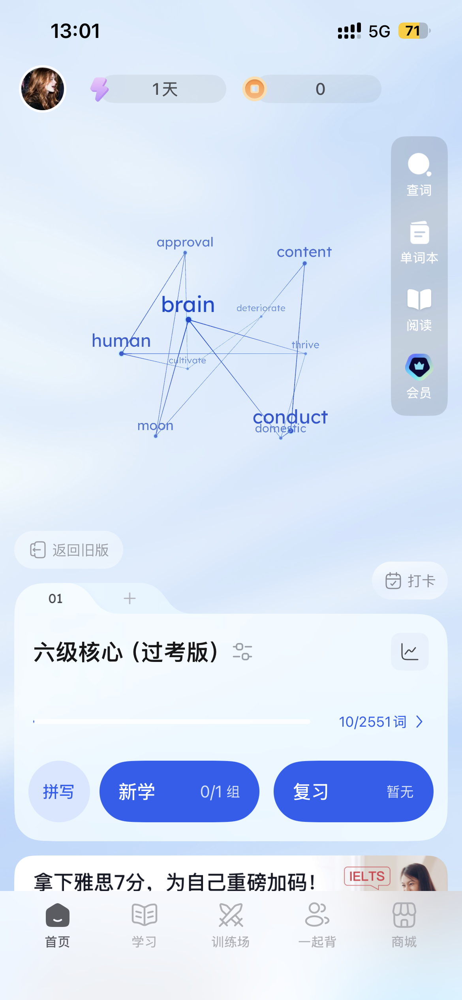 13:01
5G
71
1天
0
查词
单词本
阅读
会员
approval
content
brain
deteriorate
human
thrive
cultivate
conduct
moon
domestic
返回旧版
打卡
01
六级核心（过考版）
10/2551词
拼写
新学
0/1 组
复习
暂无
拿下雅思7分，为自己重磅加码！
IELTS
首页
学习
训练场
一起背
商城